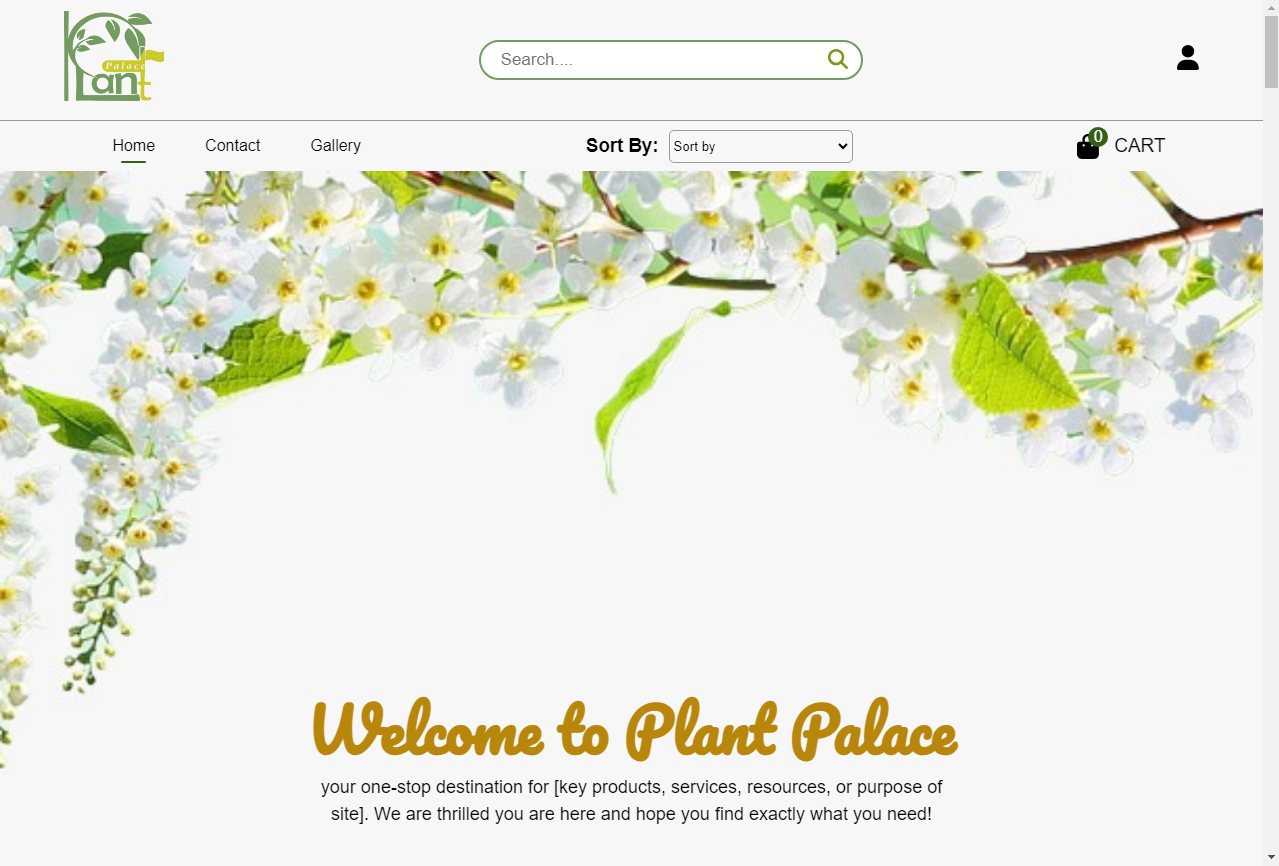 Palace
Plant
Search....
Home
Contact
Gallery
Sort By:
Sort by
0
CART
Welcome to Plant Palace
your one-stop destination for [key products, services, resources, or purpose of
site]. We are thrilled you are here and hope you find exactly what you need!